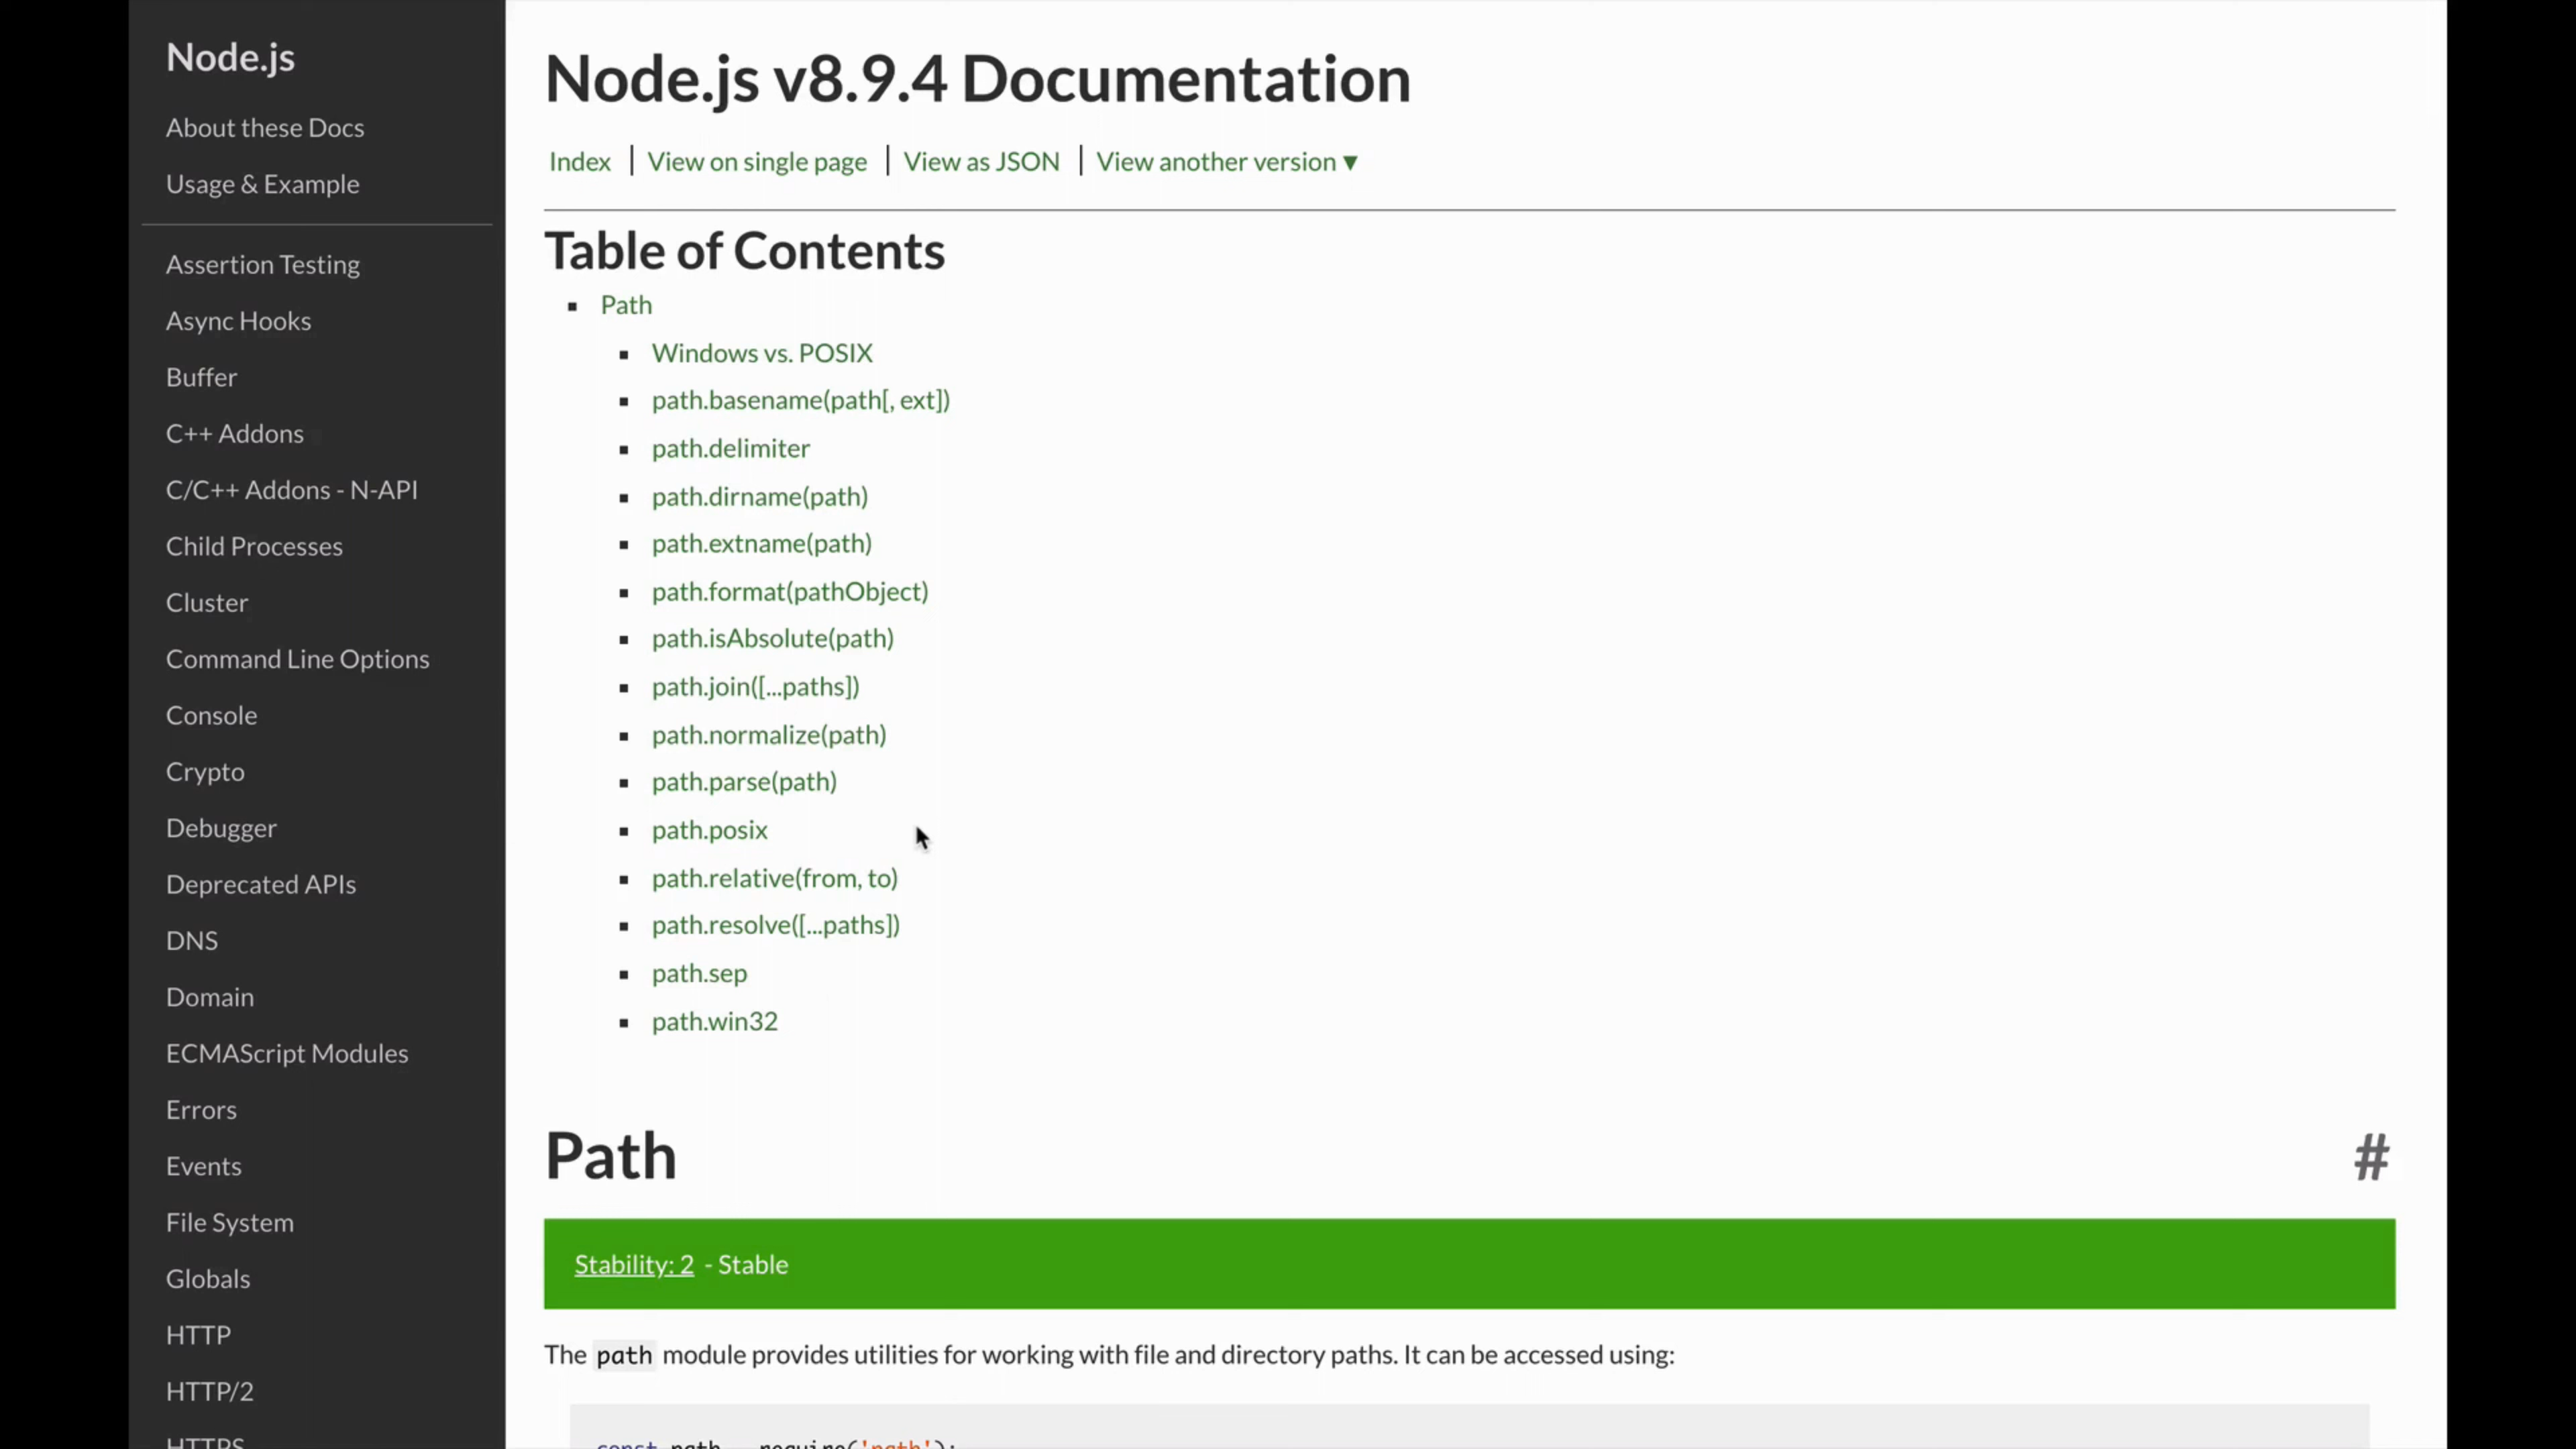 Node.js
About these Docs
Usage & Example
Assertion Testing
Async Hooks
Buffer
C++ Addons
C/C++ Addons - N-API
Child Processes
Cluster
Command Line Options
Console
Crypto
Debugger
Deprecated APIs
DNS
Domain
ECMAScript Modules
Errors
Events
File System
Globals
HTTP
HTTP/2
HTTPS
Node.js v8.9.4 Documentation
Index | View on single page | View as JSON | View another version ▼
Table of Contents
▪ Path
▪ Windows vs. POSIX
▪ path.basename(path[, ext])
▪ path.delimiter
▪ path.dirname(path)
▪ path.extname(path)
▪ path.format(pathObject)
▪ path.isAbsolute(path)
▪ path.join([...paths])
▪ path.normalize(path)
▪ path.parse(path)
▪ path.posix
▪ path.relative(from, to)
▪ path.resolve([...paths])
▪ path.sep
▪ path.win32
Path #
Stability: 2 - Stable
The path module provides utilities for working with file and directory paths. It can be accessed using:
const path = require('path');